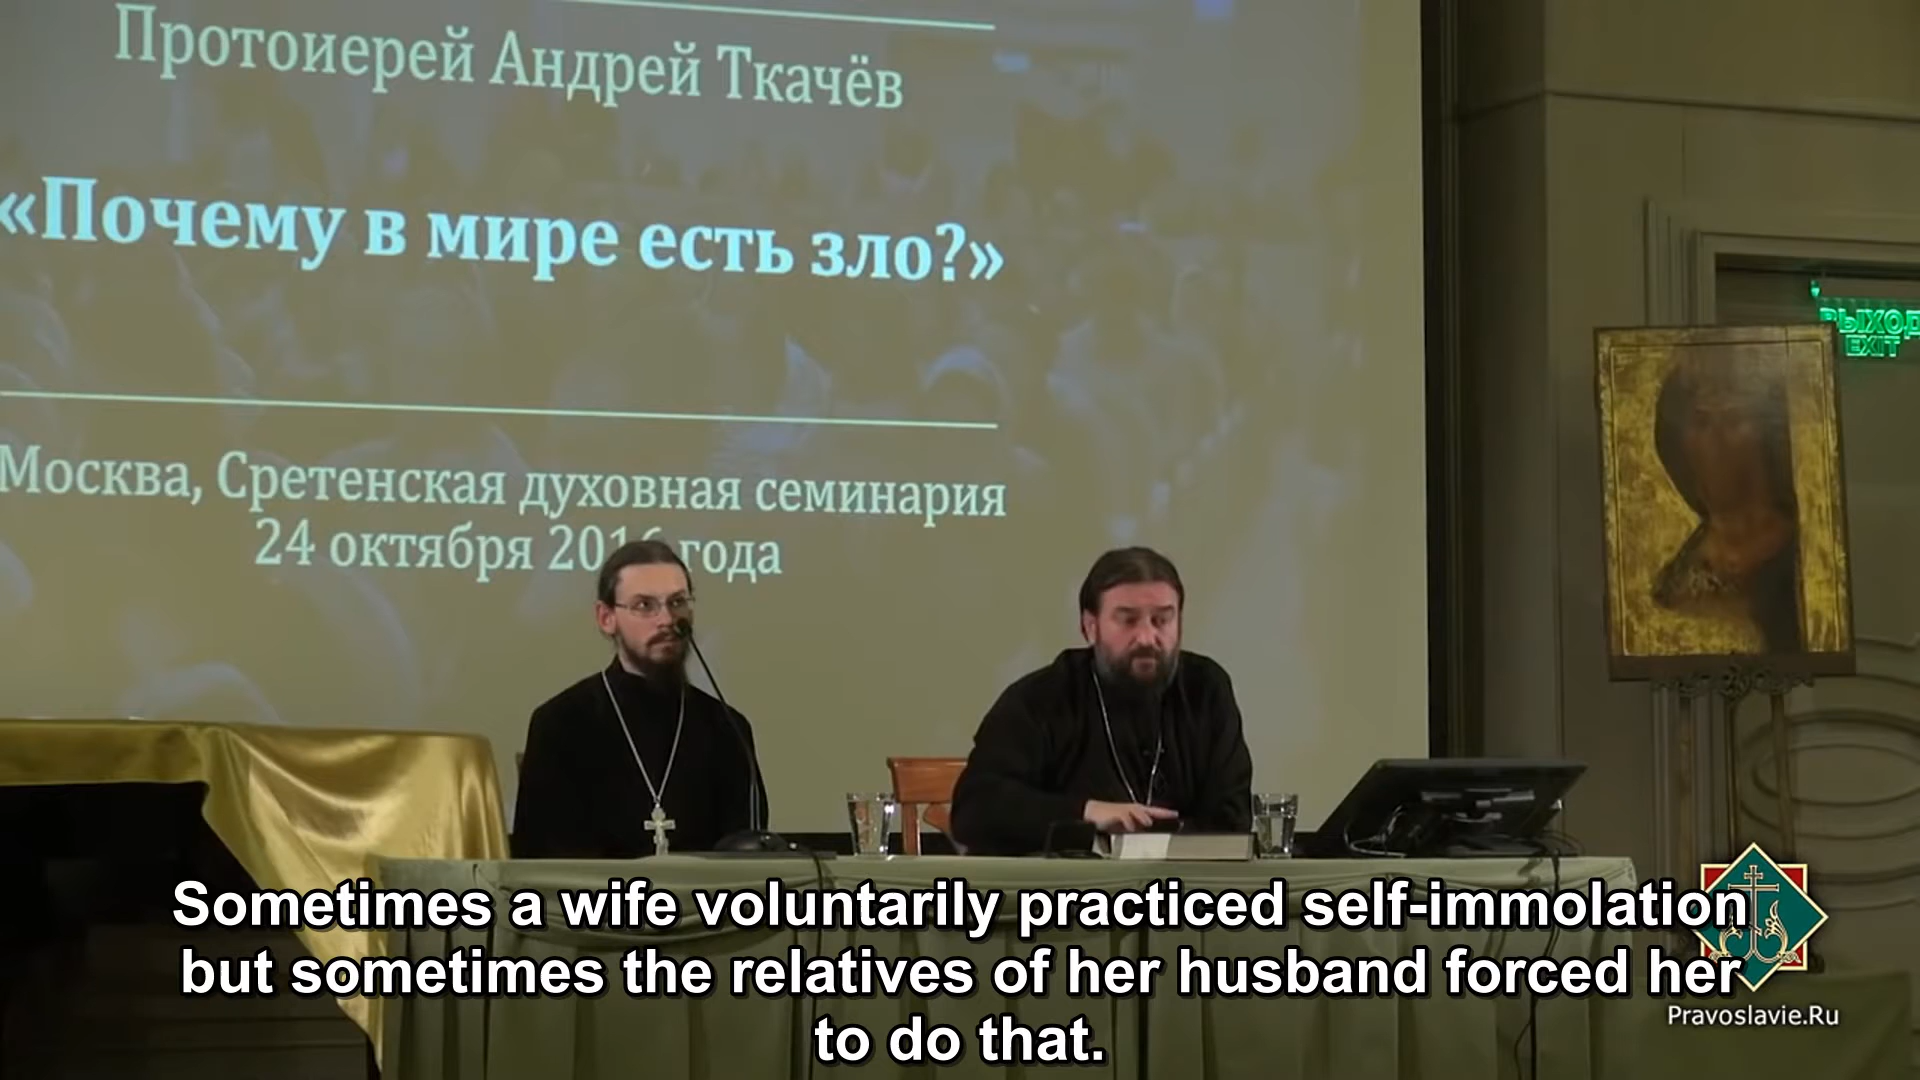 Протоиерей Андрей Ткачёв
«Почему в мире есть зло?»
Москва, Сретенская духовная семинария
24 октября 2016 года
ВЫХОД
EXIT
Sometimes a wife voluntarily practiced self-immolation
but sometimes the relatives of her husband forced her
to do that.
Pravoslavie.Ru